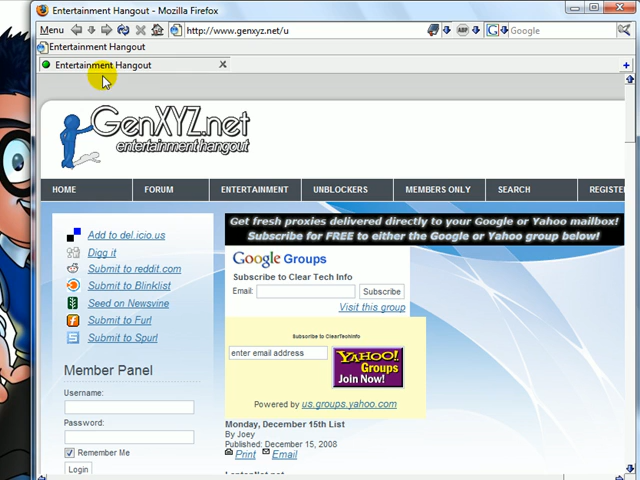 Entertainment Hangout - Mozilla Firefox
Menu
http://www.genxyz.net/u
ABP
G Google
Entertainment Hangout
Entertainment Hangout
GenXYZ.net
entertainment hangout
HOME FORUM ENTERTAINMENT UNBLOCKERS MEMBERS ONLY SEARCH REGISTE
Add to del.icio.us
Digg it
Submit to reddit.com
Submit to Blinklist
Seed on Newsvine
Submit to Furl
Submit to Spurl
Member Panel
Username:
Password:
Remember Me
Login
Get fresh proxies delivered directly to your Google or Yahoo mailbox!
Subscribe for FREE to either the Google or Yahoo group below!
Google Groups
Subscribe to Clear Tech Info
Email: Subscribe
Visit this group
Subscribe to ClearTechInfo
enter email address
YAHOO! Groups
Join Now!
Powered by us.groups.yahoo.com
Monday, December 15th List
By Joey
Published: December 15, 2008
Print Email